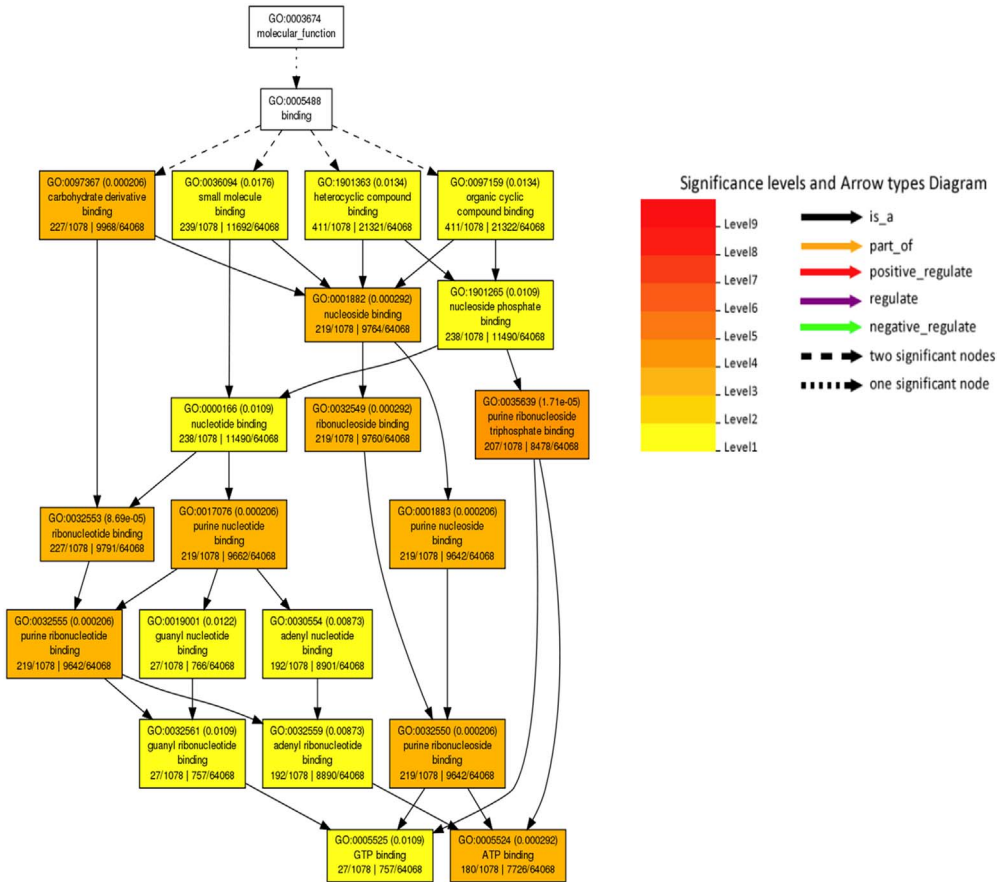 GO:0003674
molecular_function
GO:0005488
binding
GO:0097367 (0.000206)
carbohydrate derivative
binding
227/1078 | 9968/64068
GO:0036094 (0.0176)
small molecule
binding
239/1078 | 11692/64068
GO:1901363 (0.0134)
heterocyclic compound
binding
411/1078 | 21321/64068
GO:0097159 (0.0134)
organic cyclic
compound binding
411/1078 | 21322/64068
GO:0001882 (0.000292)
nucleoside binding
219/1078 | 9764/64068
GO:1901265 (0.0109)
nucleoside phosphate
binding
238/1078 | 11490/64068
GO:0000166 (0.0109)
nucleotide binding
238/1078 | 11490/64068
GO:0032549 (0.000292)
ribonucleoside binding
219/1078 | 9760/64068
GO:0035639 (1.71e-05)
purine ribonucleoside
triphosphate binding
207/1078 | 8478/64068
GO:0032553 (8.69e-05)
ribonucleotide binding
227/1078 | 9791/64068
GO:0017076 (0.000206)
purine nucleotide
binding
219/1078 | 9662/64068
GO:0001883 (0.000206)
purine nucleoside
binding
219/1078 | 9642/64068
GO:0032555 (0.000206)
purine ribonucleotide
binding
219/1078 | 9642/64068
GO:0019001 (0.0122)
guanyl nucleotide
binding
27/1078 | 766/64068
GO:0030554 (0.00873)
adenyl nucleotide
binding
192/1078 | 8901/64068
GO:0032561 (0.0109)
guanyl ribonucleotide
binding
27/1078 | 757/64068
GO:0032559 (0.00873)
adenyl ribonucleotide
binding
192/1078 | 8890/64068
GO:0032550 (0.000206)
purine ribonucleoside
binding
219/1078 | 9642/64068
GO:0005525 (0.0109)
GTP binding
27/1078 | 757/64068
GO:0005524 (0.000292)
ATP binding
180/1078 | 7726/64068
Significance levels and Arrow types Diagram
Level9
Level8
Level7
Level6
Level5
Level4
Level3
Level2
Level1
is_a
part_of
positive_regulate
regulate
negative_regulate
two significant nodes
one significant node